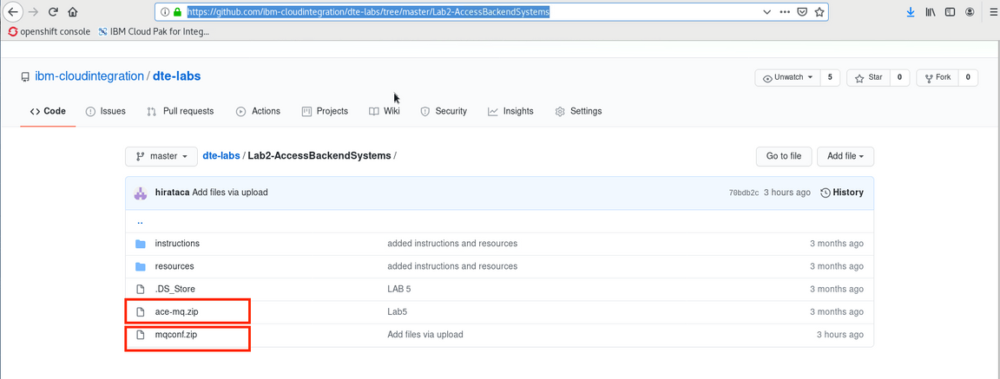 https://github.com/ibm-cloudintegration/dte-labs/tree/master/Lab2-AccessBackendSystems
openshift console IBM Cloud Pak for Integ...
ibm-cloudintegration / dte-labs Unwatch 5 Star 0 Fork 0
Code Issues Pull requests Actions Projects Wiki Security Insights Settings
master dte-labs / Lab2-AccessBackendSystems / Go to file Add file
hirataca Add files via upload 70bdb2c 3 hours ago History
..
instructions added instructions and resources 3 months ago
resources added instructions and resources 3 months ago
.DS_Store LAB 5 3 months ago
ace-mq.zip Lab5 3 months ago
mqconf.zip Add files via upload 3 hours ago